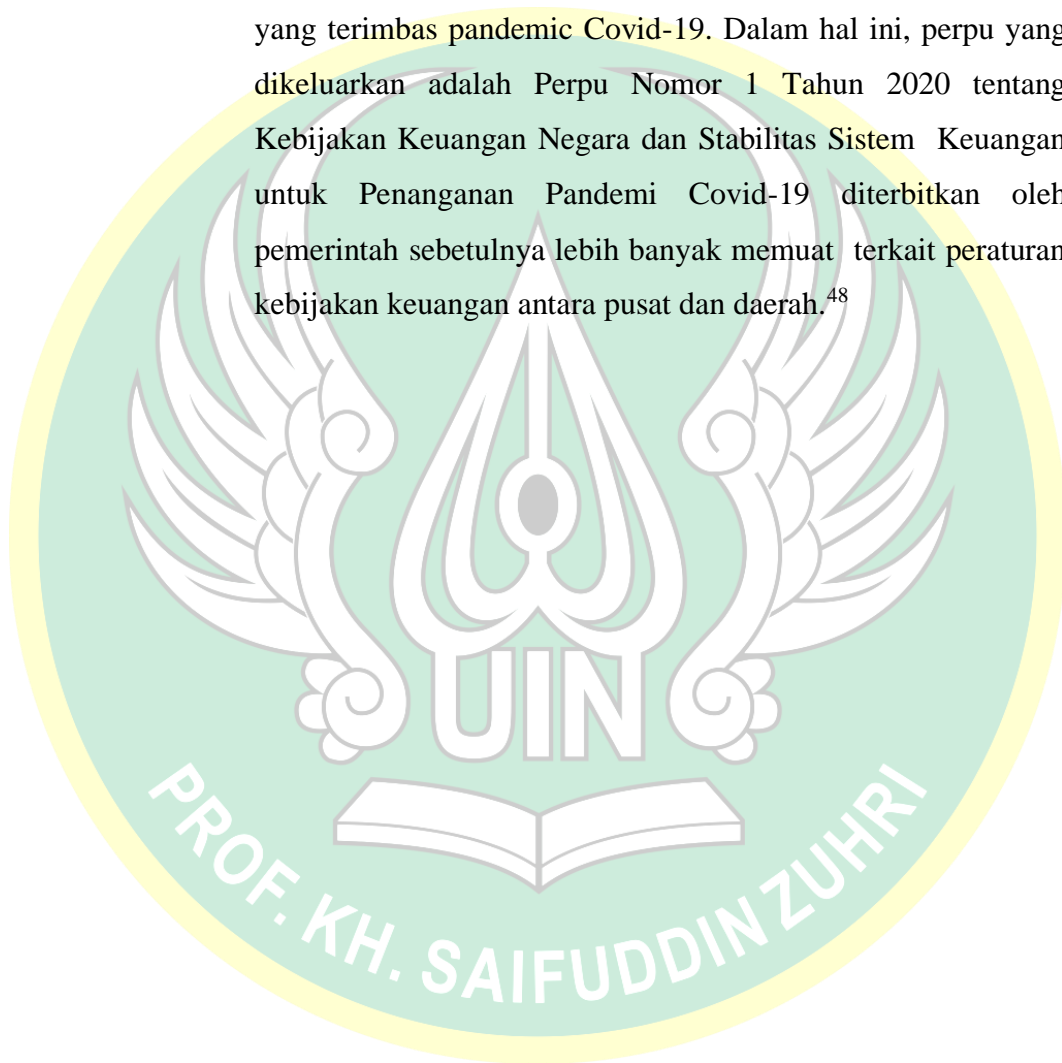 yang terimbas pandemic Covid-19. Dalam hal ini, perpu yang
dikeluarkan adalah Perpu Nomor 1 Tahun 2020 tentang
Kebijakan Keuangan Negara dan Stabilitas Sistem Keuangan
untuk Penanganan Pandemi Covid-19 diterbitkan oleh
pemerintah sebetulnya lebih banyak memuat terkait peraturan
kebijakan keuangan antara pusat dan daerah.48
UIN
PROF. KH. SAIFUDDIN ZUHRI